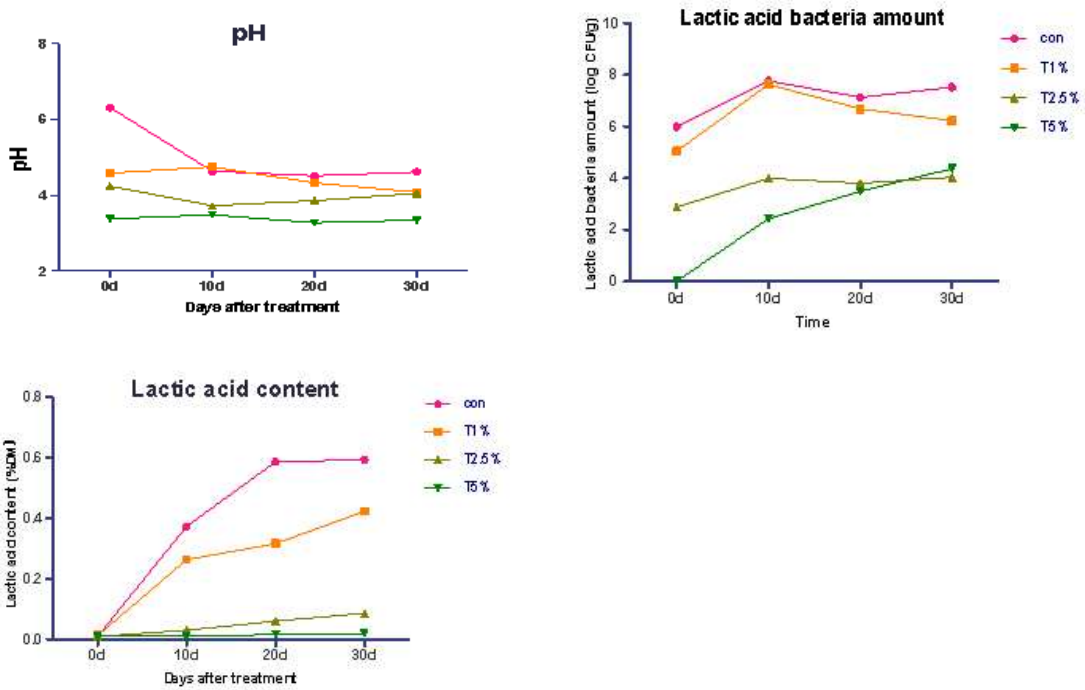 pH
8
6
4
2
pH
0d 10d 20d 30d
Days after treatment
Lactic acid bacteria amount
10
8
6
4
2
0
Lactic acid bacteria amount (log CFU/g)
0d 10d 20d 30d
Time
con
T1%
T2.5%
T5%
Lactic acid content
0.8
0.6
0.4
0.2
0.0
Lactic acid content (%DM)
0d 10d 20d 30d
Days after treatment
con
T1%
T2.5%
T5%